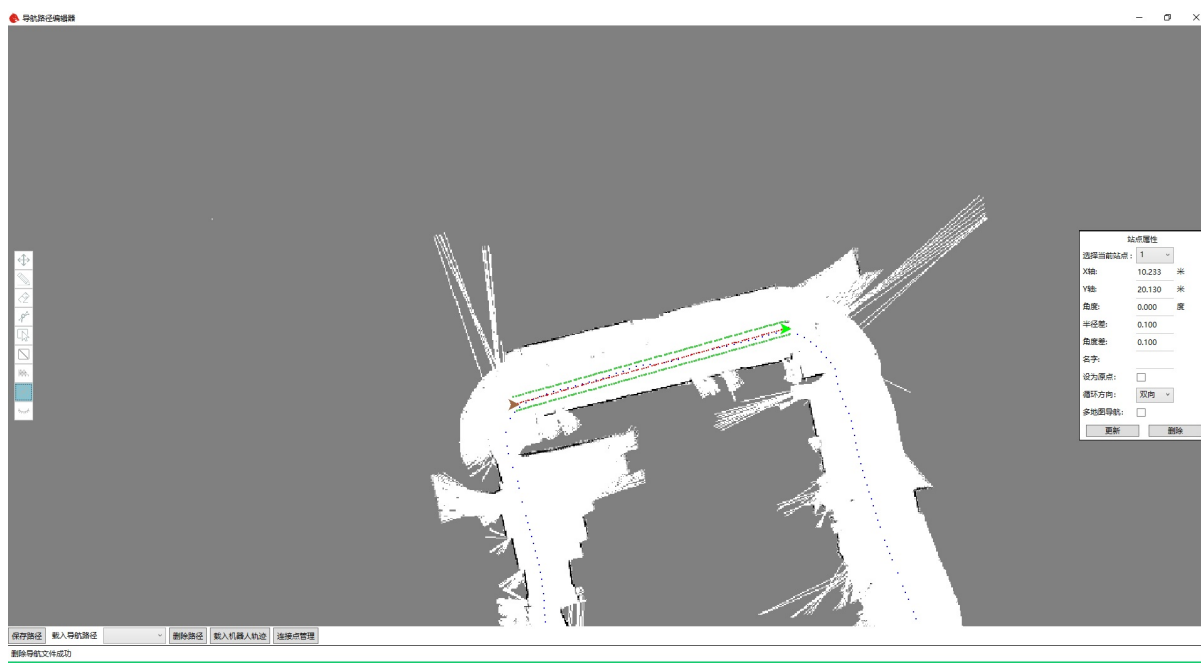 导航路径编辑器
站点属性
选择当前站点： 1
X轴: 10.233 米
Y轴: 20.130 米
角度: 0.000 度
半径差: 0.100
角度差: 0.100
名字:
设为原点:
循环方向: 双向
多地图导航:
更新 删除
保存路径 载入导航路径 删除路径 载入机器人轨迹 连接点管理
删除导航文件成功